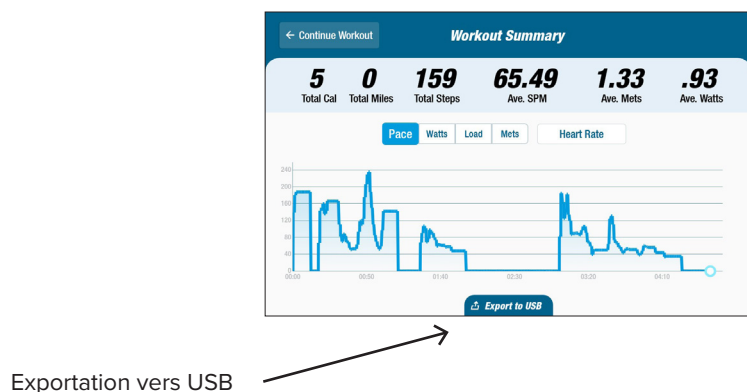 ← Continue Workout
Workout Summary
5 0 159 65.49 1.33 .93
Total Cal Total Miles Total Steps Ave. SPM Ave. Mets Ave. Watts
Pace Watts Load Mets Heart Rate
240
200
160
120
80
40
0
00:00 00:50 01:40 02:30 03:20 04:10
Export to USB
Exportation vers USB